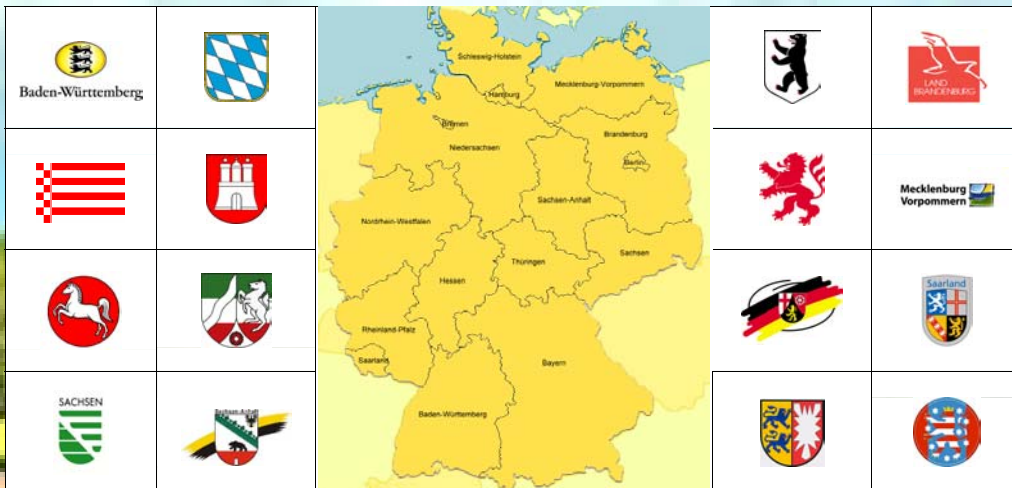 Baden-Württemberg
LAND
BRANDENBURG
Mecklenburg
Vorpommern
Saarland
SACHSEN
Sachsen-Anhalt
Schleswig-Holstein
Mecklenburg-Vorpommern
Hamburg
Bremen
Brandenburg
Niedersachsen
Berlin
Sachsen-Anhalt
Nordrhein-Westfalen
Sachsen
Thüringen
Hessen
Rheinland-Pfalz
Saarland
Bayern
Baden-Württemberg